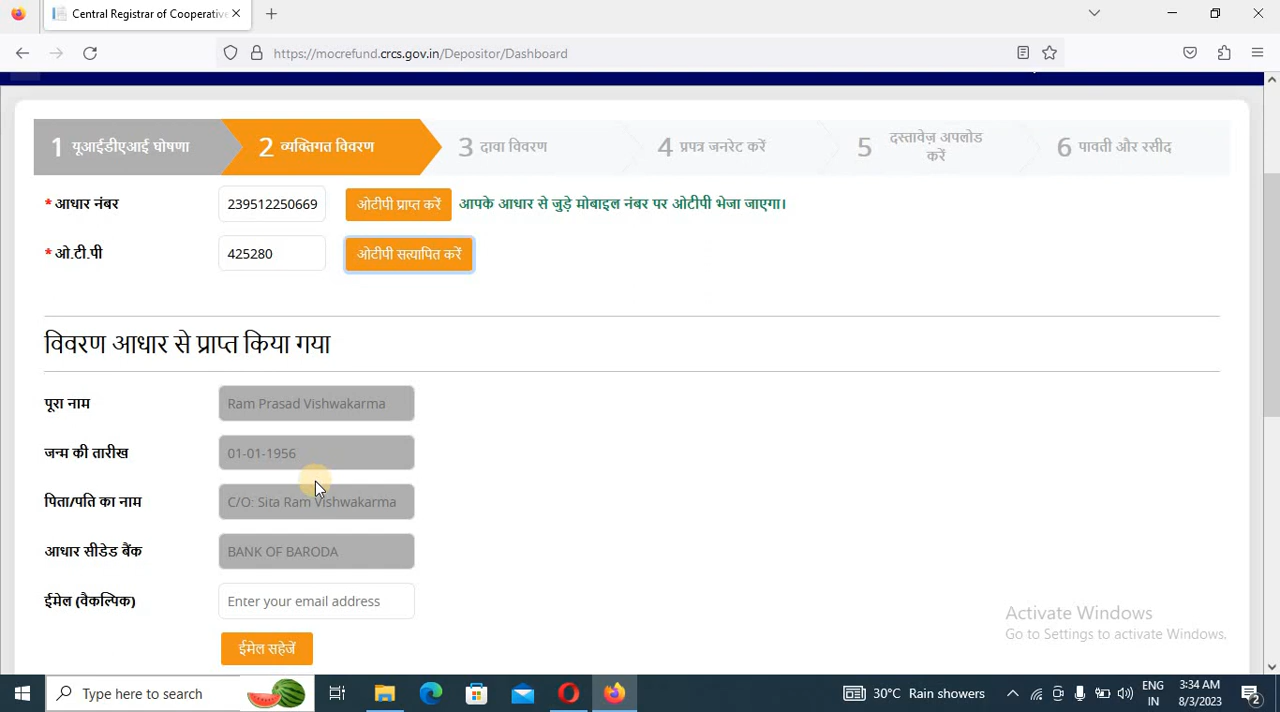 Central Registrar of Cooperative
https://mocrefund.crcs.gov.in/Depositor/Dashboard
1 यूआईडीएआई घोषणा
2 व्यक्तिगत विवरण
3 दावा विवरण
4 प्रपत्र जनरेट करें
5 दस्तावेज़ अपलोड
करें
6 पावती और रसीद
* आधार नंबर 239512250669 ओटीपी प्राप्त करें आपके आधार से जुड़े मोबाइल नंबर पर ओटीपी भेजा जाएगा।
* ओ.टी.पी 425280 ओटीपी सत्यापित करें
विवरण आधार से प्राप्त किया गया
पूरा नाम Ram Prasad Vishwakarma
जन्म की तारीख 01-01-1956
पिता/पति का नाम C/O: Sita Ram Vishwakarma
आधार सीडेड बैंक BANK OF BARODA
ईमेल (वैकल्पिक) Enter your email address
ईमेल सहेजें
Activate Windows
Go to Settings to activate Windows.
Type here to search
30°C Rain showers
ENG
IN
3:34 AM
8/3/2023
2